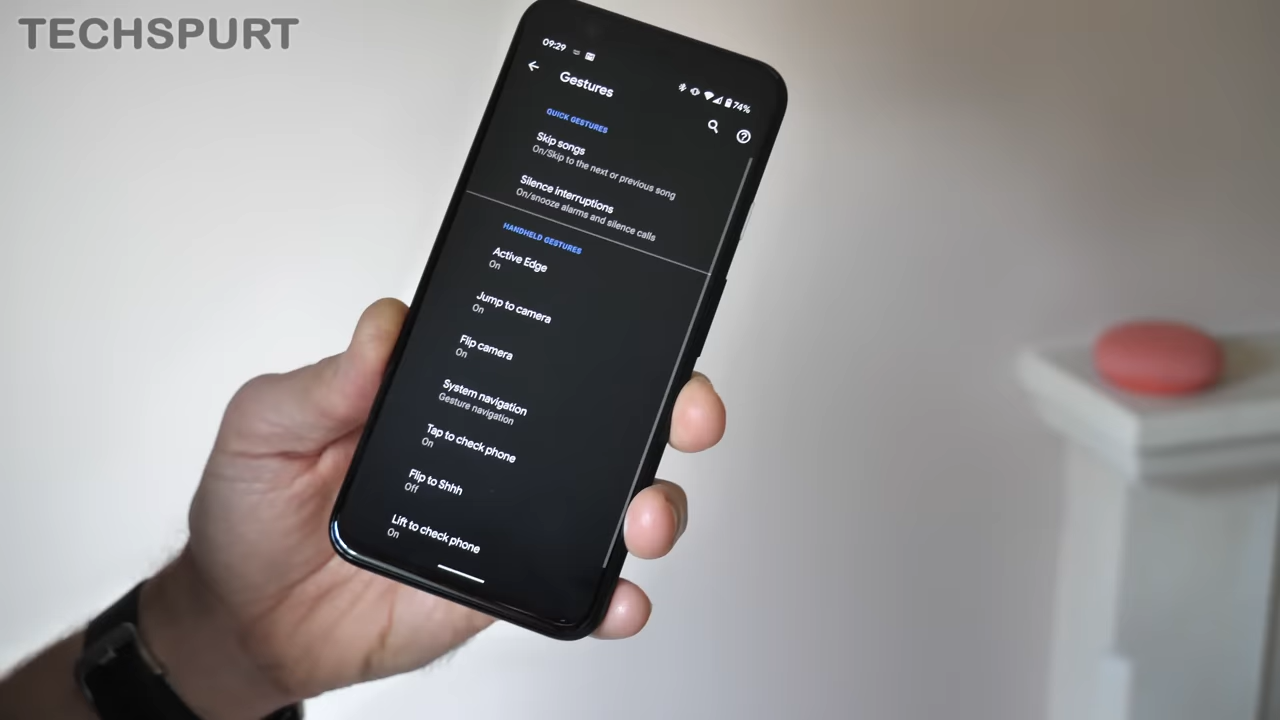 TECHSPURT
09:29
74%
Gestures
QUICK GESTURES
Skip songs
On/Skip to the next or previous song
Silence interruptions
On/snooze alarms and silence calls
HANDHELD GESTURES
Active Edge
On
Jump to camera
On
Flip camera
On
System navigation
Gesture navigation
Tap to check phone
On
Flip to Shhh
Off
Lift to check phone
On